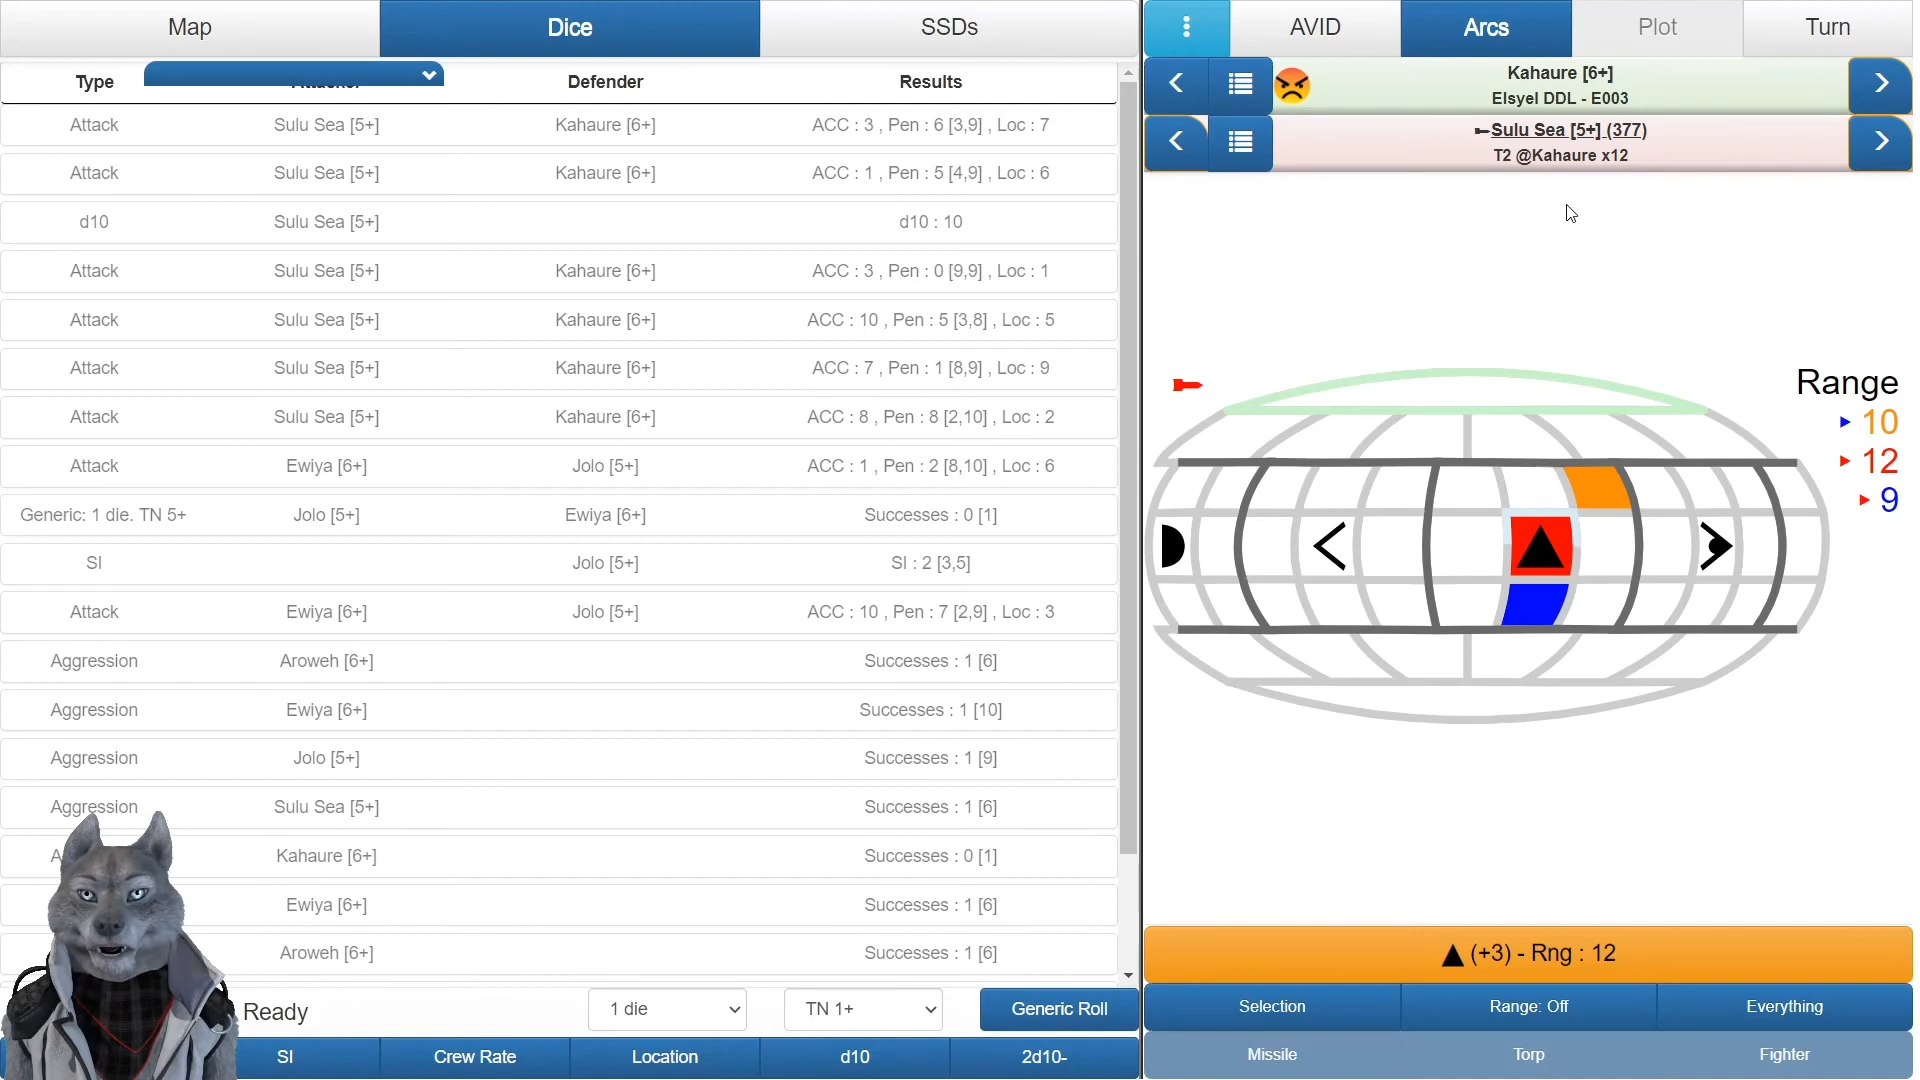 Map Dice SSDs
Type Defender Results
Attack Sulu Sea [5+] Kahaure [6+] ACC : 3 , Pen : 6 [3,9] , Loc : 7
Attack Sulu Sea [5+] Kahaure [6+] ACC : 1 , Pen : 5 [4,9] , Loc : 6
d10 Sulu Sea [5+] d10 : 10
Attack Sulu Sea [5+] Kahaure [6+] ACC : 3 , Pen : 0 [9,9] , Loc : 1
Attack Sulu Sea [5+] Kahaure [6+] ACC : 10 , Pen : 5 [3,8] , Loc : 5
Attack Sulu Sea [5+] Kahaure [6+] ACC : 7 , Pen : 1 [8,9] , Loc : 9
Attack Sulu Sea [5+] Kahaure [6+] ACC : 8 , Pen : 8 [2,10] , Loc : 2
Attack Ewiya [6+] Jolo [5+] ACC : 1 , Pen : 2 [8,10] , Loc : 6
Generic: 1 die. TN 5+ Jolo [5+] Ewiya [6+] Successes : 0 [1]
SI Jolo [5+] SI : 2 [3,5]
Attack Ewiya [6+] Jolo [5+] ACC : 10 , Pen : 7 [2,9] , Loc : 3
Aggression Aroweh [6+] Successes : 1 [6]
Aggression Ewiya [6+] Successes : 1 [10]
Aggression Jolo [5+] Successes : 1 [9]
Aggression Sulu Sea [5+] Successes : 1 [6]
Kahaure [6+] Successes : 0 [1]
Ewiya [6+] Successes : 1 [6]
Aroweh [6+] Successes : 1 [6]
Ready 1 die TN 1+ Generic Roll
SI Crew Rate Location d10 2d10-
AVID Arcs Plot Turn
Kahaure [6+]
Elsyel DDL - E003
Sulu Sea [5+] (377)
T2 @Kahaure x12
Range
10
12
9
▲ (+3) - Rng : 12
Selection Range: Off Everything
Missile Torp Fighter